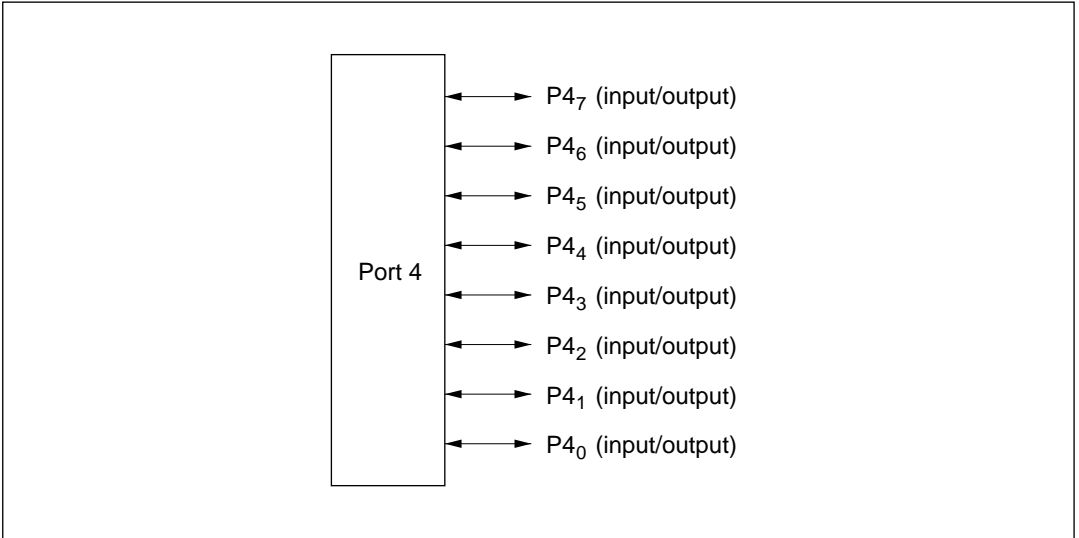 P4₇ (input/output)
P4₆ (input/output)
P4₅ (input/output)
P4₄ (input/output)
Port 4
P4₃ (input/output)
P4₂ (input/output)
P4₁ (input/output)
P4₀ (input/output)